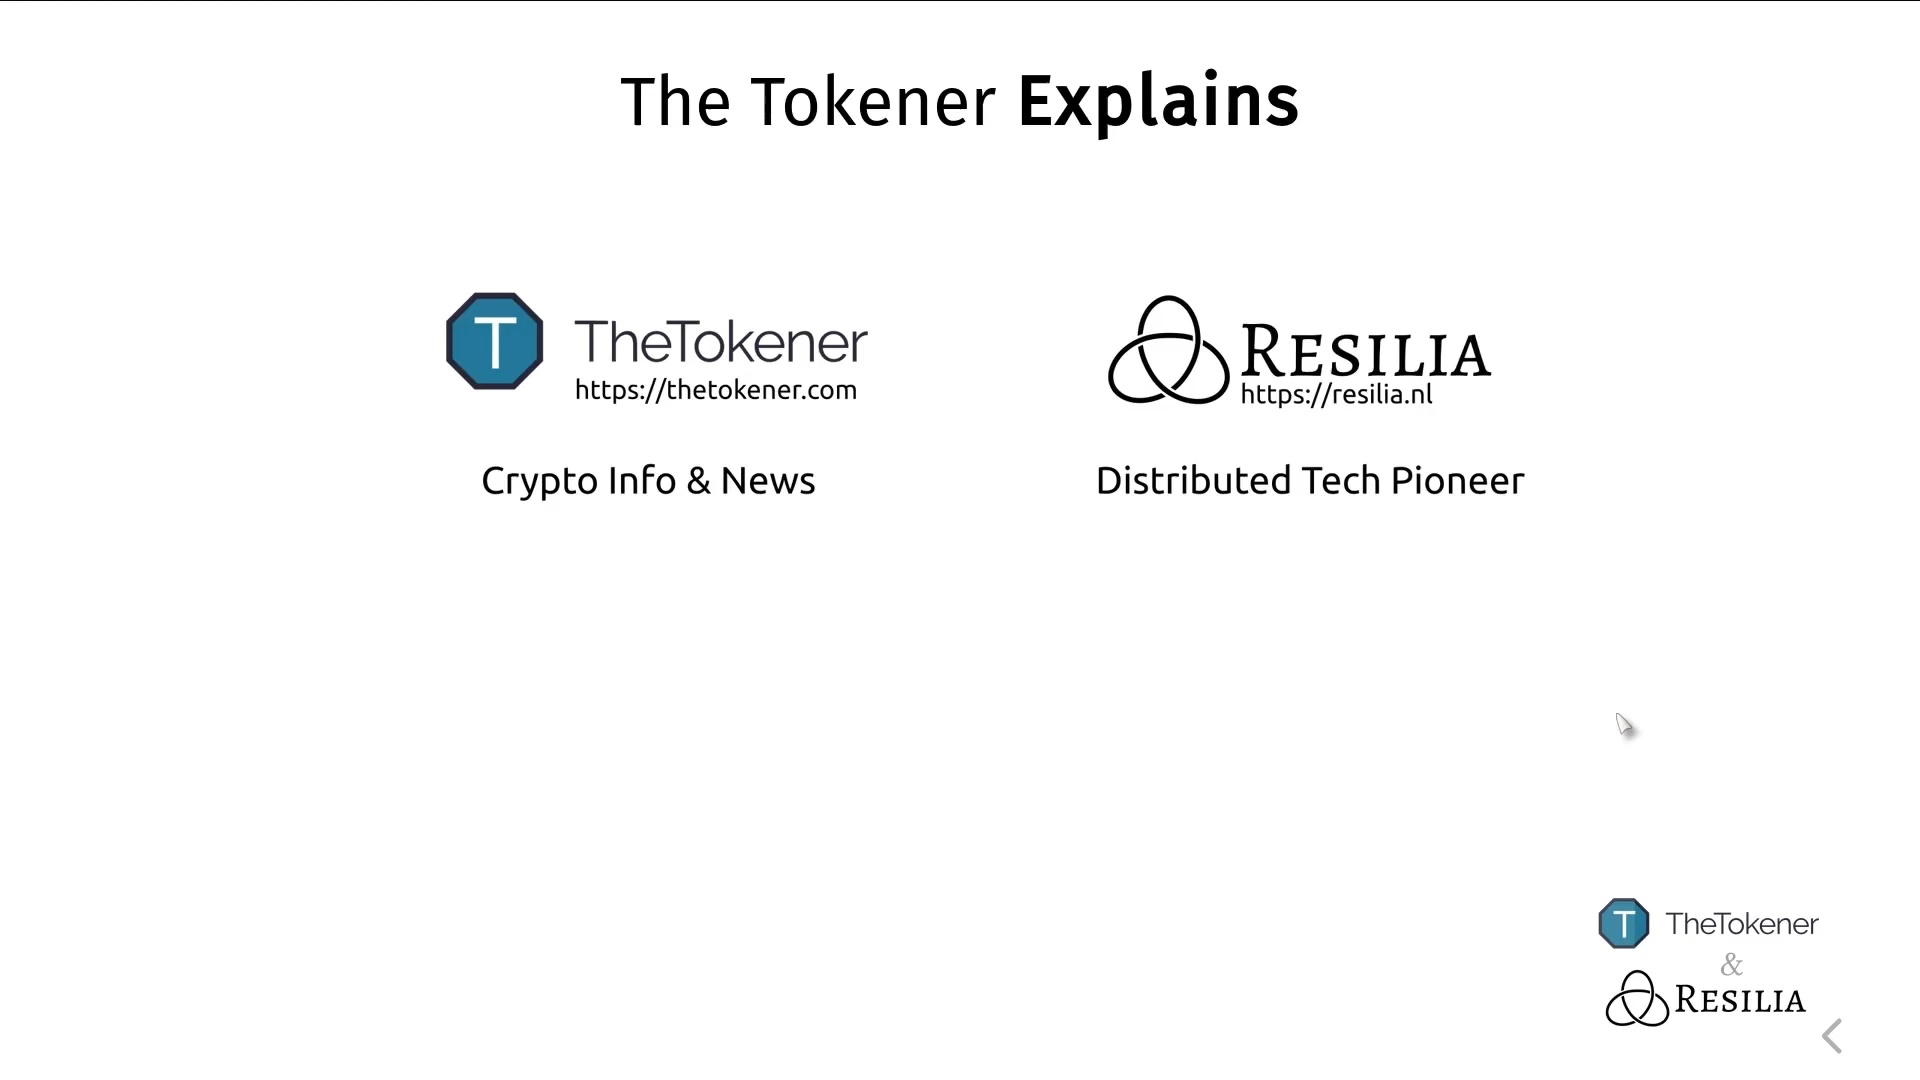 The Tokener Explains
T TheTokener
https://thetokener.com
RESILIA
https://resilia.nl
Crypto Info & News
Distributed Tech Pioneer
T TheTokener
&
RESILIA